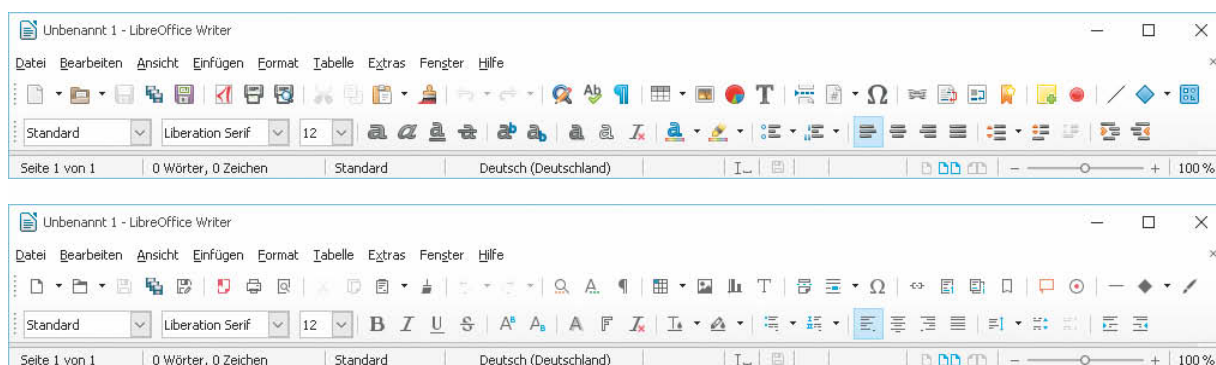 Unbenannt 1 - LibreOffice Writer
Datei Bearbeiten Ansicht Einfügen Format Tabelle Extras Fenster Hilfe
Standard Liberation Serif 12
Seite 1 von 1 0 Wörter, 0 Zeichen Standard Deutsch (Deutschland) 100 %
Unbenannt 1 - LibreOffice Writer
Datei Bearbeiten Ansicht Einfügen Format Tabelle Extras Fenster Hilfe
Standard Liberation Serif 12
Seite 1 von 1 0 Wörter, 0 Zeichen Standard Deutsch (Deutschland) 100 %